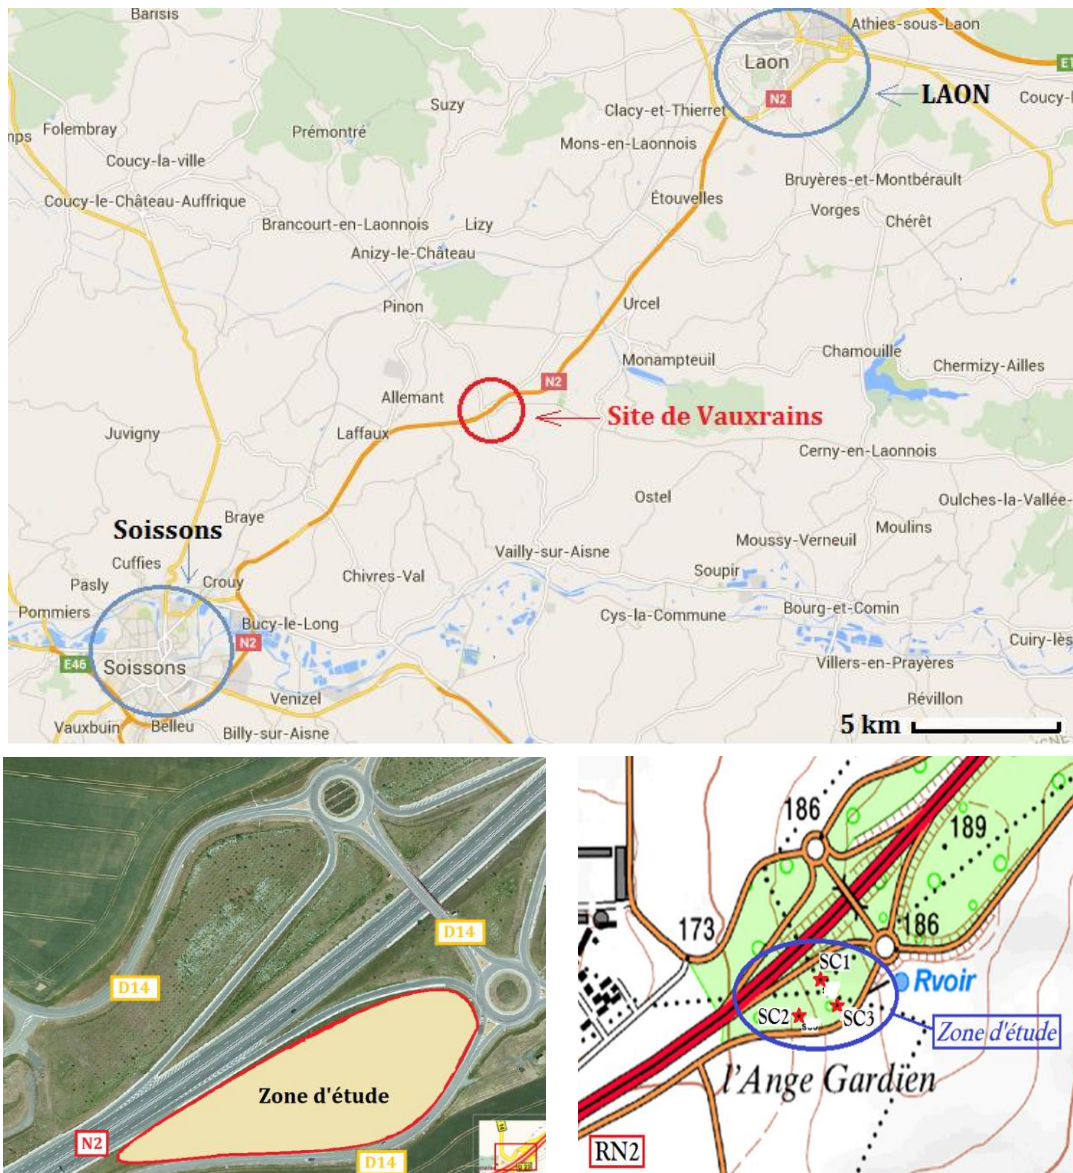 Barisis
Athies-sous-Laon
Laon
E1
N2
LAON
Coucy-l
Suzy
Clacy-et-Thierret
mps
Folembray
Prémontré
Mons-en-Laonnois
Coucy-la-ville
Bruyères-et-Montbérault
Coucy-le-Château-Auffrique
Étouvelles
Vorges
Chérêt
Brancourt-en-Laonnois
Lizy
Anizy-le-Château
Pinon
Urcel
Monampteuil
Chamouille
Chermizy-Ailles
N2
Allemant
Site de Vauxrains
Juvigny
Laffaux
Cerny-en-Laonnois
Ostel
Oulches-la-Vallée-
Braye
Soissons
Moulins
Moussy-Verneuil
Vailly-sur-Aisne
Cuffies
Pasly
Crouy
Chivres-Val
Soupir
Pommiers
Bucy-le-Long
Cys-la-Commune
Bourg-et-Comin
Cuiry-lès
N2
E46
Soissons
Villers-en-Prayères
Venizel
Révillon
Vauxbuin
Belleu
Billy-sur-Aisne
5 km
D14
D14
Zone d'étude
N2
D14
186
189
173
186
SC1
Rvoir
SC2
SC3
Zone d'étude
l'Ange Gardïen
RN2